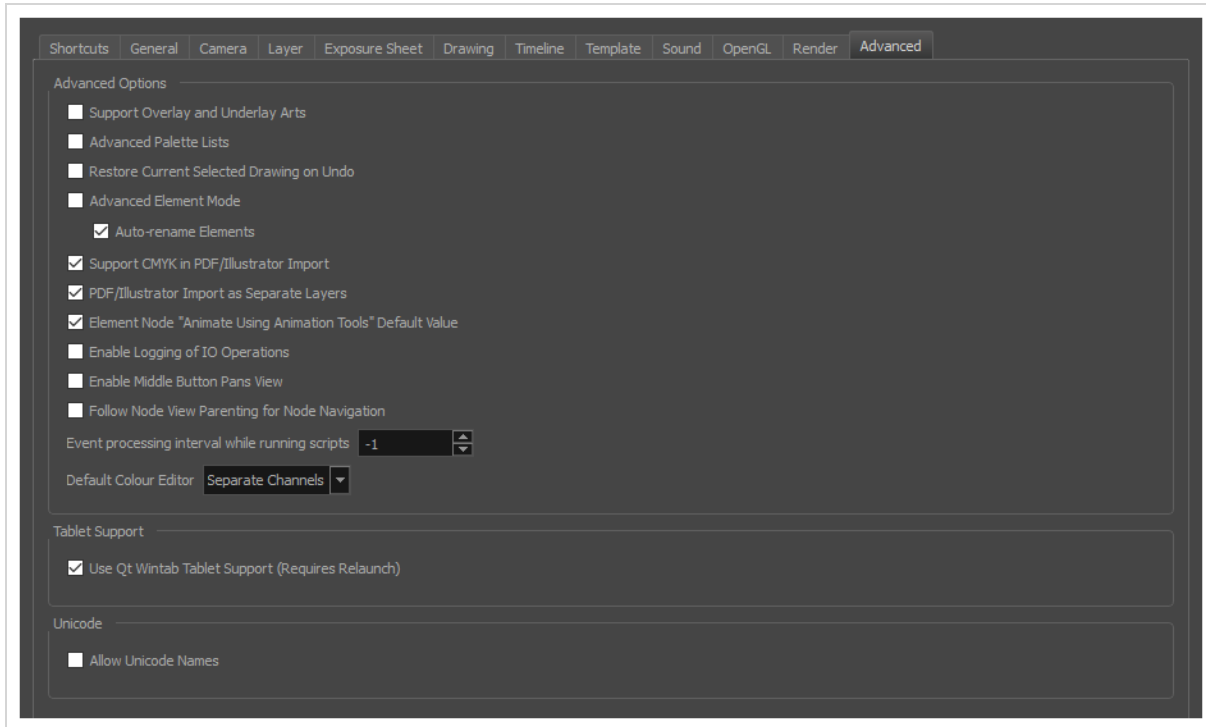 Shortcuts General Camera Layer Exposure Sheet Drawing Timeline Template Sound OpenGL Render Advanced
Advanced Options
Support Overlay and Underlay Arts
Advanced Palette Lists
Restore Current Selected Drawing on Undo
Advanced Element Mode
Auto-rename Elements
Support CMYK in PDF/Illustrator Import
PDF/Illustrator Import as Separate Layers
Element Node "Animate Using Animation Tools" Default Value
Enable Logging of IO Operations
Enable Middle Button Pans View
Follow Node View Parenting for Node Navigation
Event processing interval while running scripts -1
Default Colour Editor Separate Channels
Tablet Support
Use Qt Wintab Tablet Support (Requires Relaunch)
Unicode
Allow Unicode Names